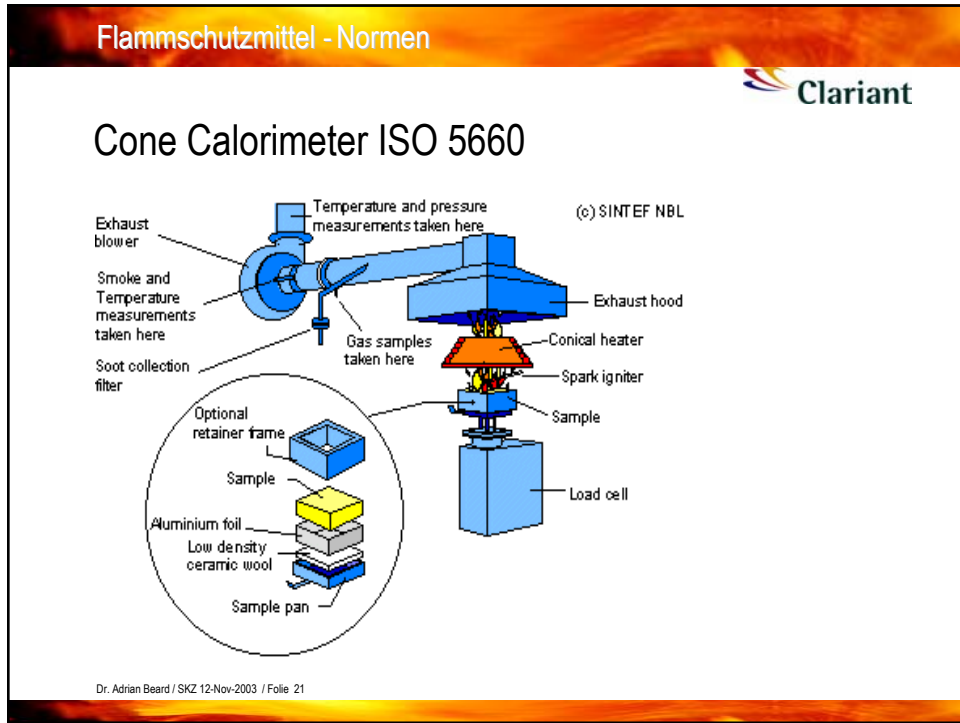 Flammschutzmittel - Normen
Clariant
Cone Calorimeter ISO 5660
Temperature and pressure
measurements taken here
(c) SINTEF NBL
Exhaust
blower
Smoke and
Temperature
measurements
taken here
Exhaust hood
Gas samples
taken here
Conical heater
Soot collection
filter
Spark igniter
Sample
Optional
retainer frame
Sample
Load cell
Aluminium foil
Low density
ceramic wool
Sample pan
Dr. Adrian Beard / SKZ 12-Nov-2003 / Folie 21